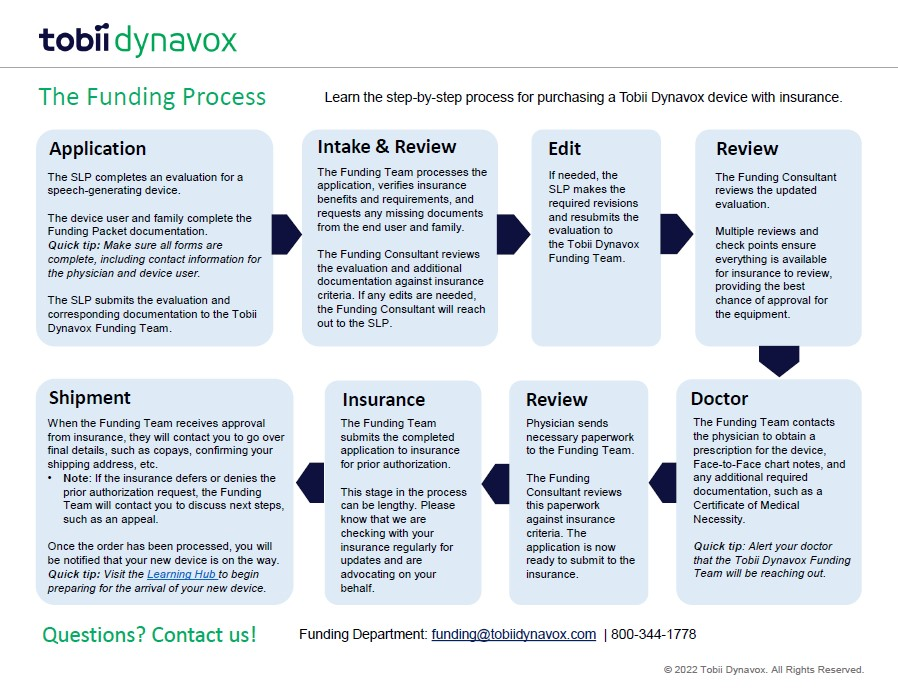 tobii dynavox
The Funding Process
Learn the step-by-step process for purchasing a Tobii Dynavox device with insurance.
Application
The SLP completes an evaluation for a
speech-generating device.
The device user and family complete the
Funding Packet documentation.
Quick tip: Make sure all forms are
complete, including contact information for
the physician and device user.
The SLP submits the evaluation and
corresponding documentation to the Tobii
Dynavox Funding Team.
Intake & Review
The Funding Team processes the
application, verifies insurance
benefits and requirements, and
requests any missing documents
from the end user and family.
The Funding Consultant reviews
the evaluation and additional
documentation against insurance
criteria. If any edits are needed,
the Funding Consultant will reach
out to the SLP.
Edit
If needed, the
SLP makes the
required revisions
and resubmits the
evaluation to
the Tobii Dynavox
Funding Team.
Review
The Funding Consultant
reviews the updated
evaluation.
Multiple reviews and
check points ensure
everything is available
for insurance to review,
providing the best
chance of approval for
the equipment.
Doctor
The Funding Team contacts
the physician to obtain a
prescription for the device,
Face-to-Face chart notes, and
any additional required
documentation, such as a
Certificate of Medical
Necessity.
Quick tip: Alert your doctor
that the Tobii Dynavox Funding
Team will be reaching out.
Review
Physician sends
necessary paperwork
to the Funding Team.
The Funding
Consultant reviews
this paperwork
against insurance
criteria. The
application is now
ready to submit to the
insurance.
Insurance
The Funding Team
submits the completed
application to insurance
for prior authorization.
This stage in the process
can be lengthy. Please
know that we are
checking with your
insurance regularly for
updates and are
advocating on your
behalf.
Shipment
When the Funding Team receives approval
from insurance, they will contact you to go over
final details, such as copays, confirming your
shipping address, etc.
• Note: If the insurance defers or denies the
prior authorization request, the Funding
Team will contact you to discuss next steps,
such as an appeal.
Once the order has been processed, you will
be notified that your new device is on the way.
Quick tip: Visit the Learning Hub to begin
preparing for the arrival of your new device.
Questions? Contact us!
Funding Department: funding@tobiidynavox.com | 800-344-1778
© 2022 Tobii Dynavox. All Rights Reserved.